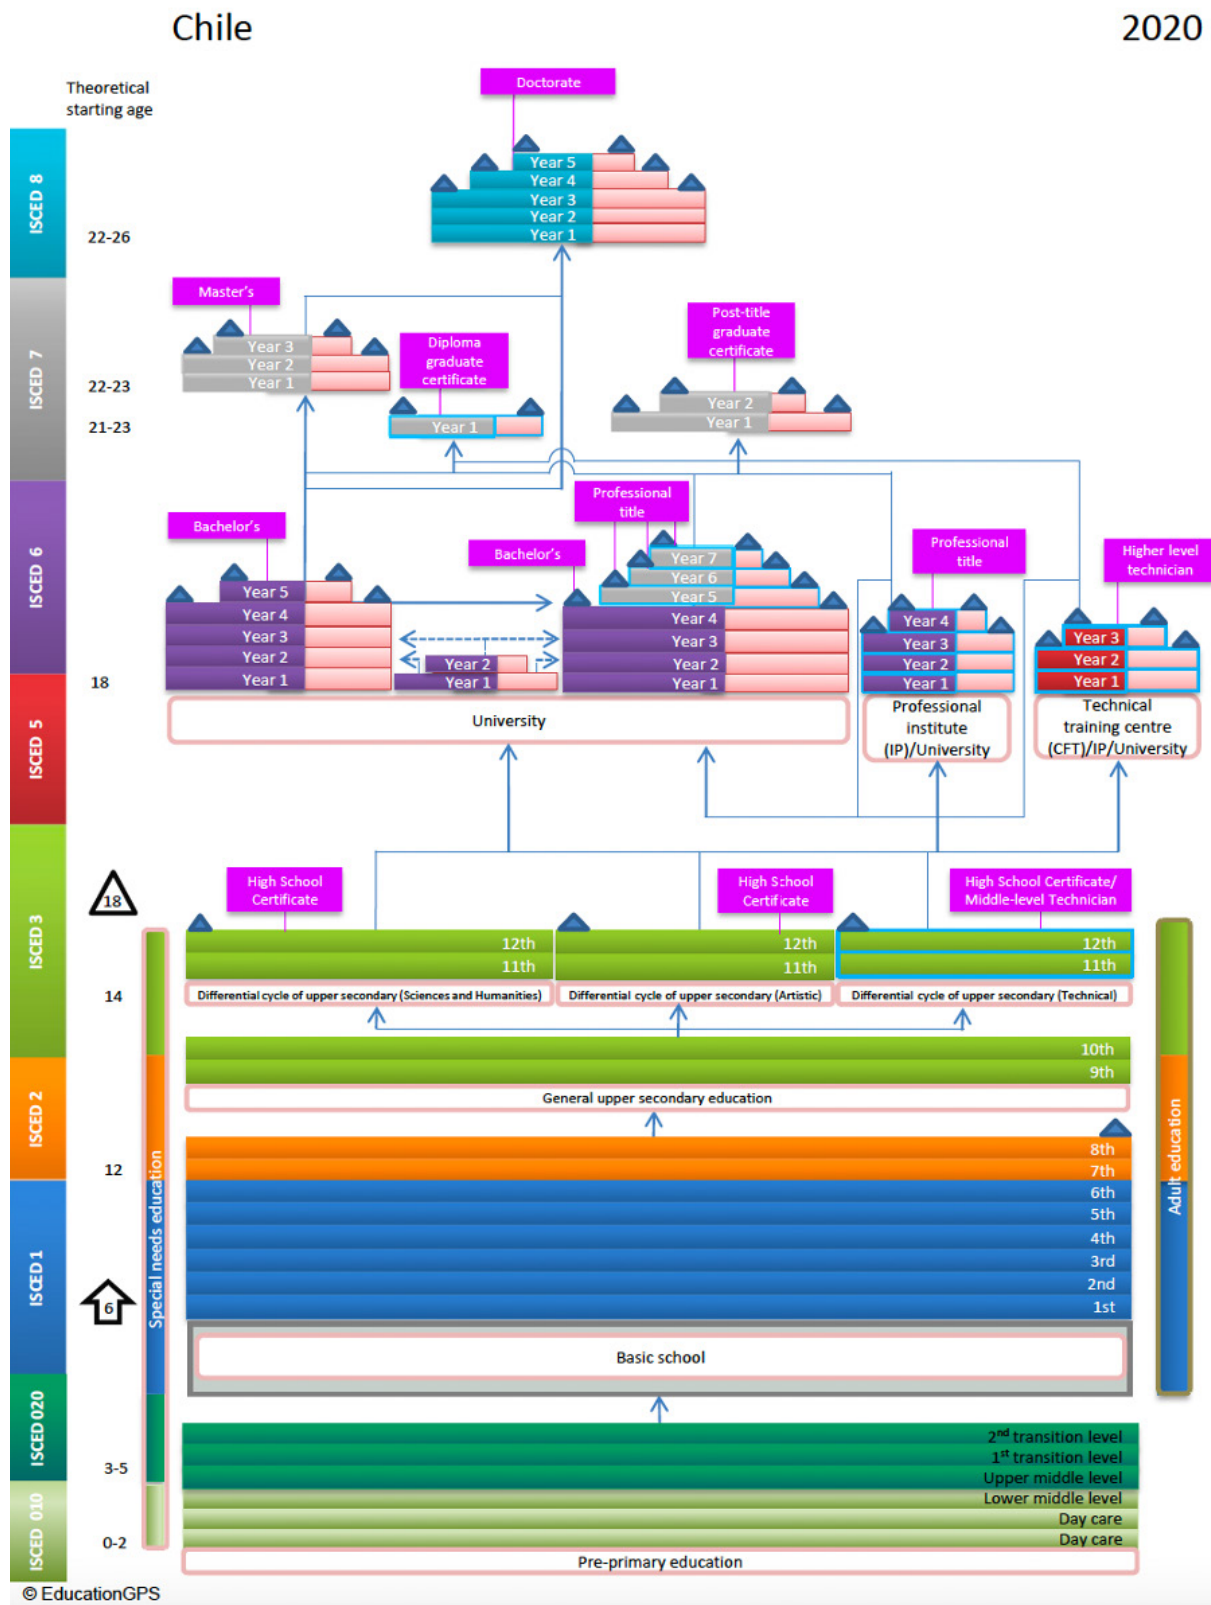 Chile
2020
Theoretical
starting age
Doctorate
ISCED 8
Year 5
Year 4
Year 3
Year 2
Year 1
22-26
ISCED 7
Master's
Year 3
Year 2
Year 1
Diploma
graduate
certificate
Year 1
Post-title
graduate
certificate
Year 2
Year 1
22-23
21-23
ISCED 6
Bachelor's
Year 5
Year 4
Year 3
Year 2
Year 1
Year 2
Year 1
Bachelor's
Professional
title
Year 7
Year 6
Year 5
Year 4
Year 3
Year 2
Year 1
Professional
title
Year 4
Year 3
Year 2
Year 1
Higher level
technician
Year 3
Year 2
Year 1
18
ISCED 5
University
Professional
institute
(IP)/University
Technical
training centre
(CFT)/IP/University
ISCED 3
18
High School
Certificate
High School
Certificate
High School Certificate/
Middle-level Technician
12th
11th
12th
11th
12th
11th
14
Differential cycle of upper secondary (Sciences and Humanities)
Differential cycle of upper secondary (Artistic)
Differential cycle of upper secondary (Technical)
10th
9th
General upper secondary education
ISCED 2
12
8th
7th
6th
5th
4th
3rd
2nd
1st
ISCED 1
6
Special needs education
Adult education
Basic school
ISCED 020
3-5
2nd transition level
1st transition level
Upper middle level
Lower middle level
Day care
Day care
ISCED 010
0-2
Pre-primary education
© EducationGPS